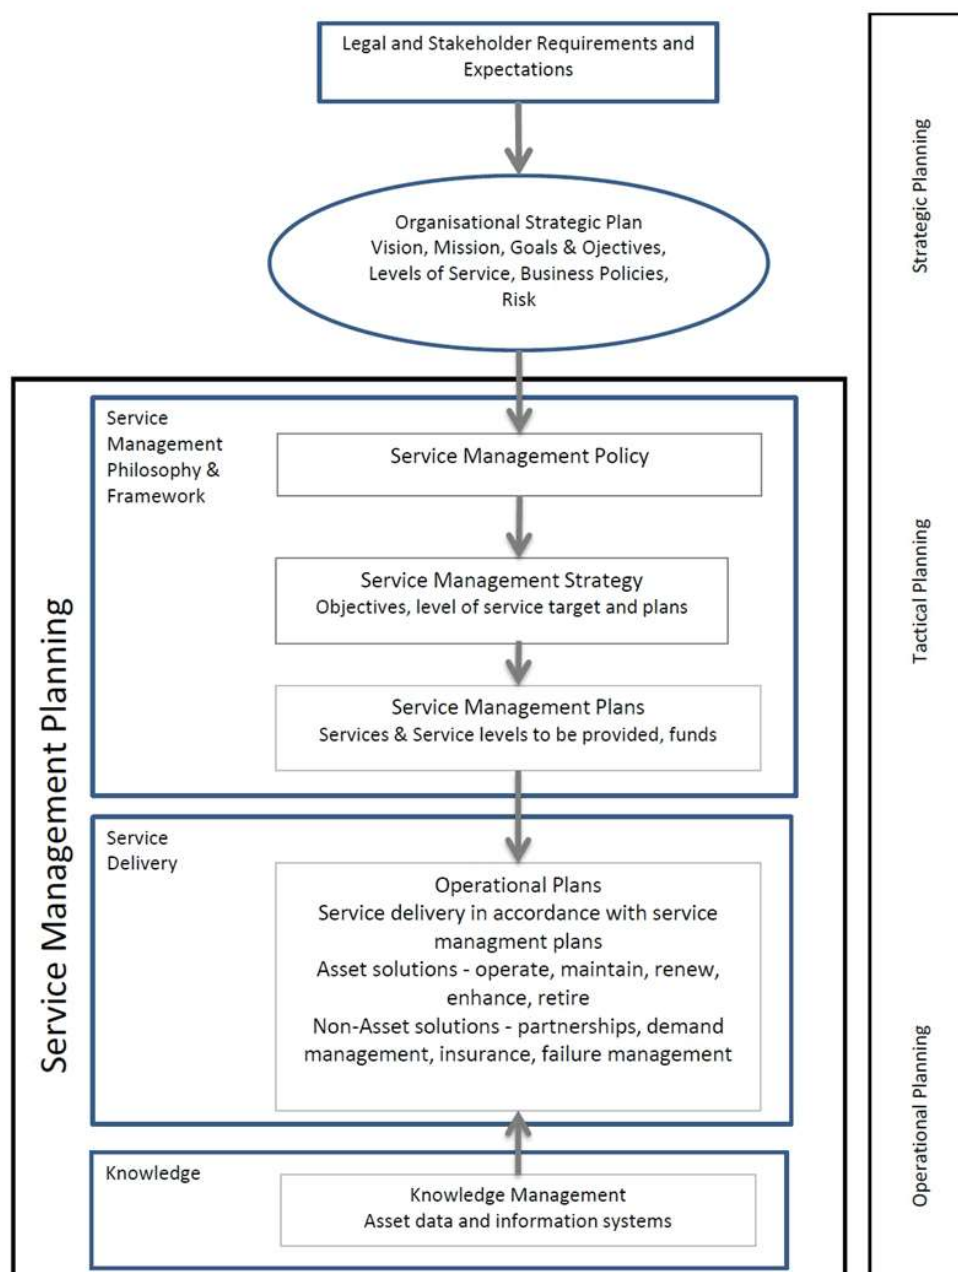 Legal and Stakeholder Requirements and
Expectations
Strategic Planning
Organisational Strategic Plan
Vision, Mission, Goals & Ojectives,
Levels of Service, Business Policies,
Risk
Service Management Planning
Service
Management
Philosophy &
Framework
Service Management Policy
Service Management Strategy
Objectives, level of service target and plans
Tactical Planning
Service Management Plans
Services & Service levels to be provided, funds
Service
Delivery
Operational Plans
Service delivery in accordance with service
managment plans
Asset solutions - operate, maintain, renew,
enhance, retire
Non-Asset solutions - partnerships, demand
management, insurance, failure management
Operational Planning
Knowledge
Knowledge Management
Asset data and information systems